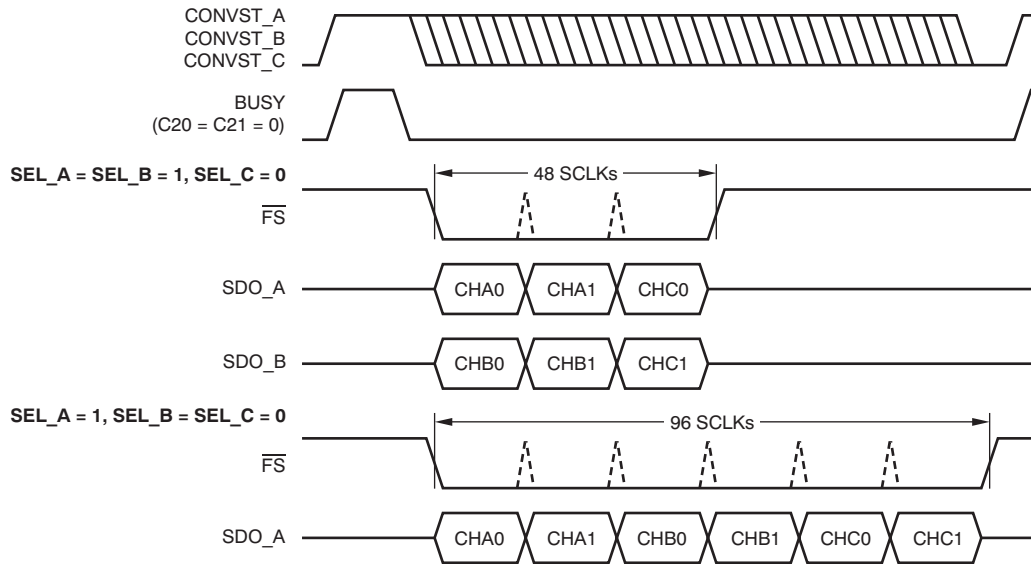 CONVST_A
CONVST_B
CONVST_C
BUSY
(C20 = C21 = 0)
SEL_A = SEL_B = 1, SEL_C = 0
48 SCLKs
FS
SDO_A
CHA0 CHA1 CHC0
SDO_B
CHB0 CHB1 CHC1
SEL_A = 1, SEL_B = SEL_C = 0
96 SCLKs
FS
SDO_A
CHA0 CHA1 CHB0 CHB1 CHC0 CHC1